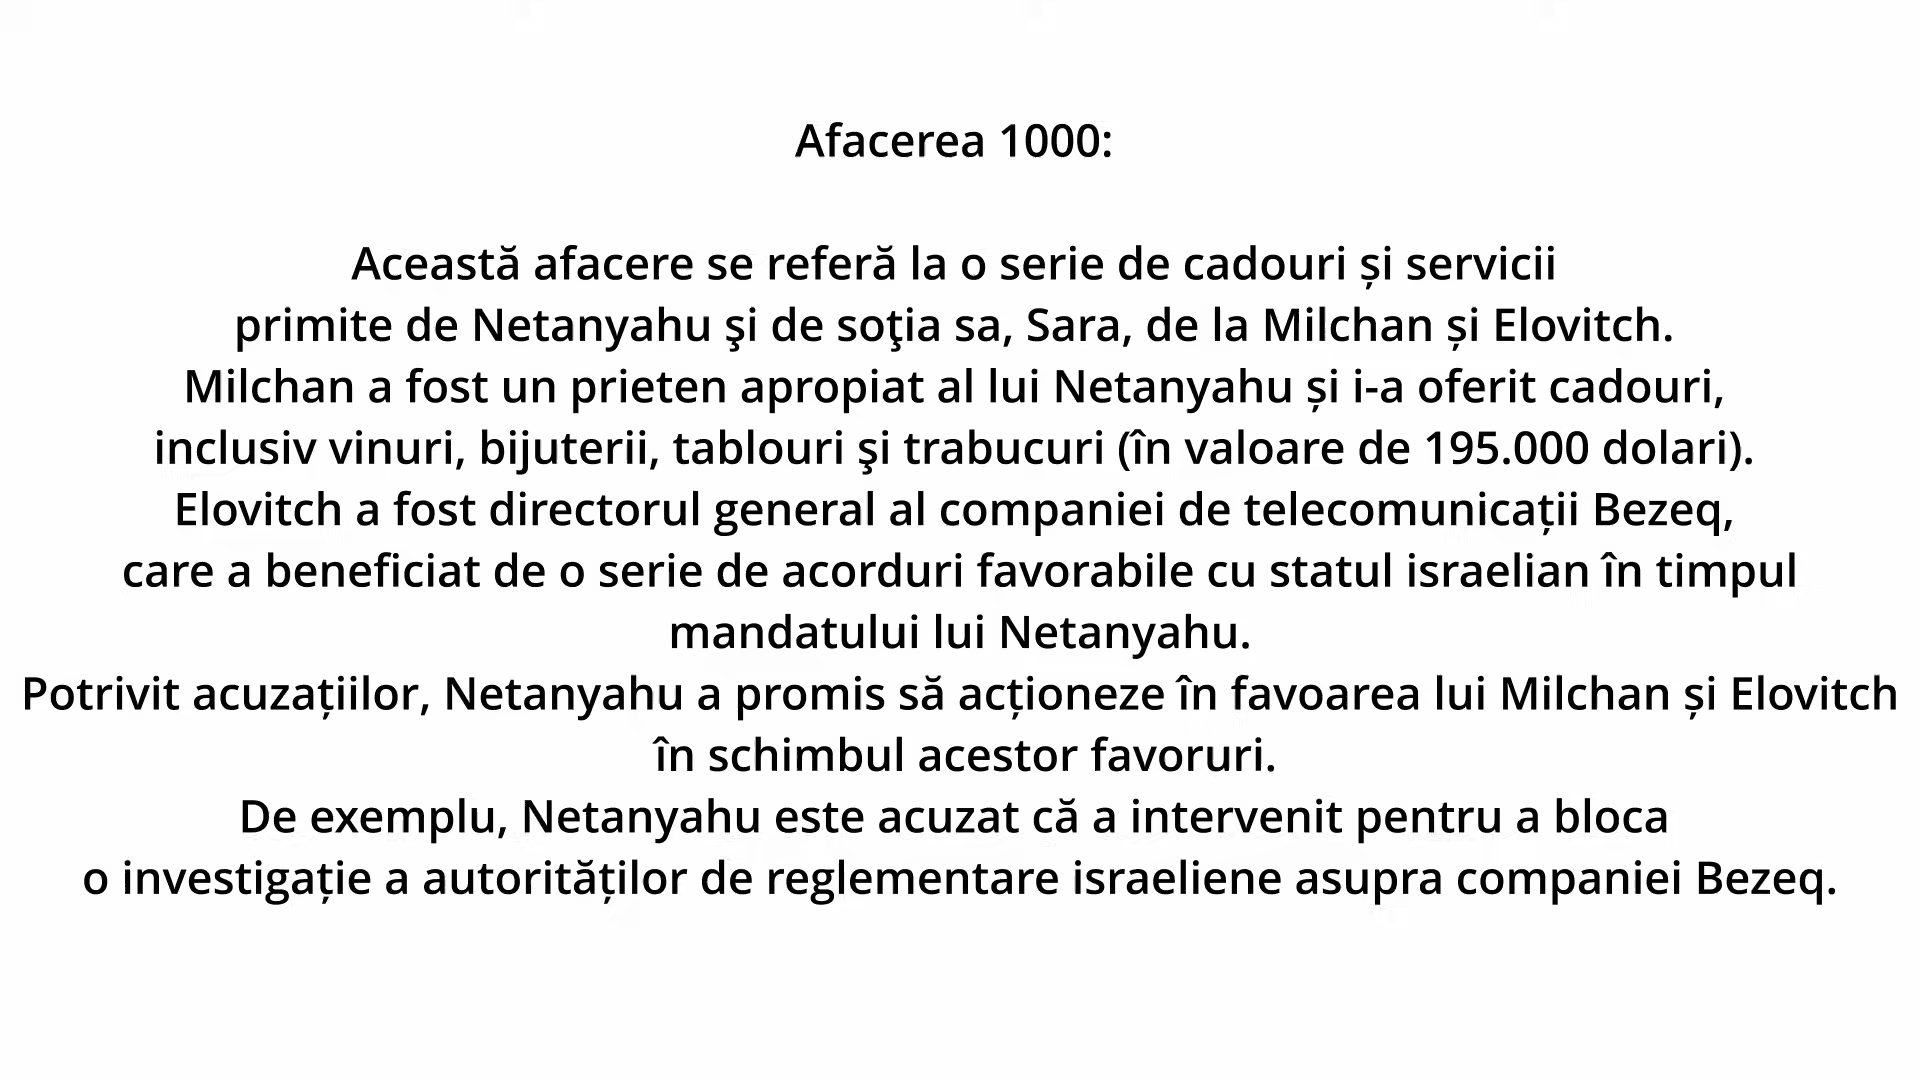 Afacerea 1000:
Această afacere se referă la o serie de cadouri și servicii
primite de Netanyahu şi de soţia sa, Sara, de la Milchan și Elovitch.
Milchan a fost un prieten apropiat al lui Netanyahu și i-a oferit cadouri,
inclusiv vinuri, bijuterii, tablouri şi trabucuri (în valoare de 195.000 dolari).
Elovitch a fost directorul general al companiei de telecomunicații Bezeq,
care a beneficiat de o serie de acorduri favorabile cu statul israelian în timpul
mandatului lui Netanyahu.
Potrivit acuzațiilor, Netanyahu a promis să acționeze în favoarea lui Milchan și Elovitch
în schimbul acestor favoruri.
De exemplu, Netanyahu este acuzat că a intervenit pentru a bloca
o investigație a autorităților de reglementare israeliene asupra companiei Bezeq.